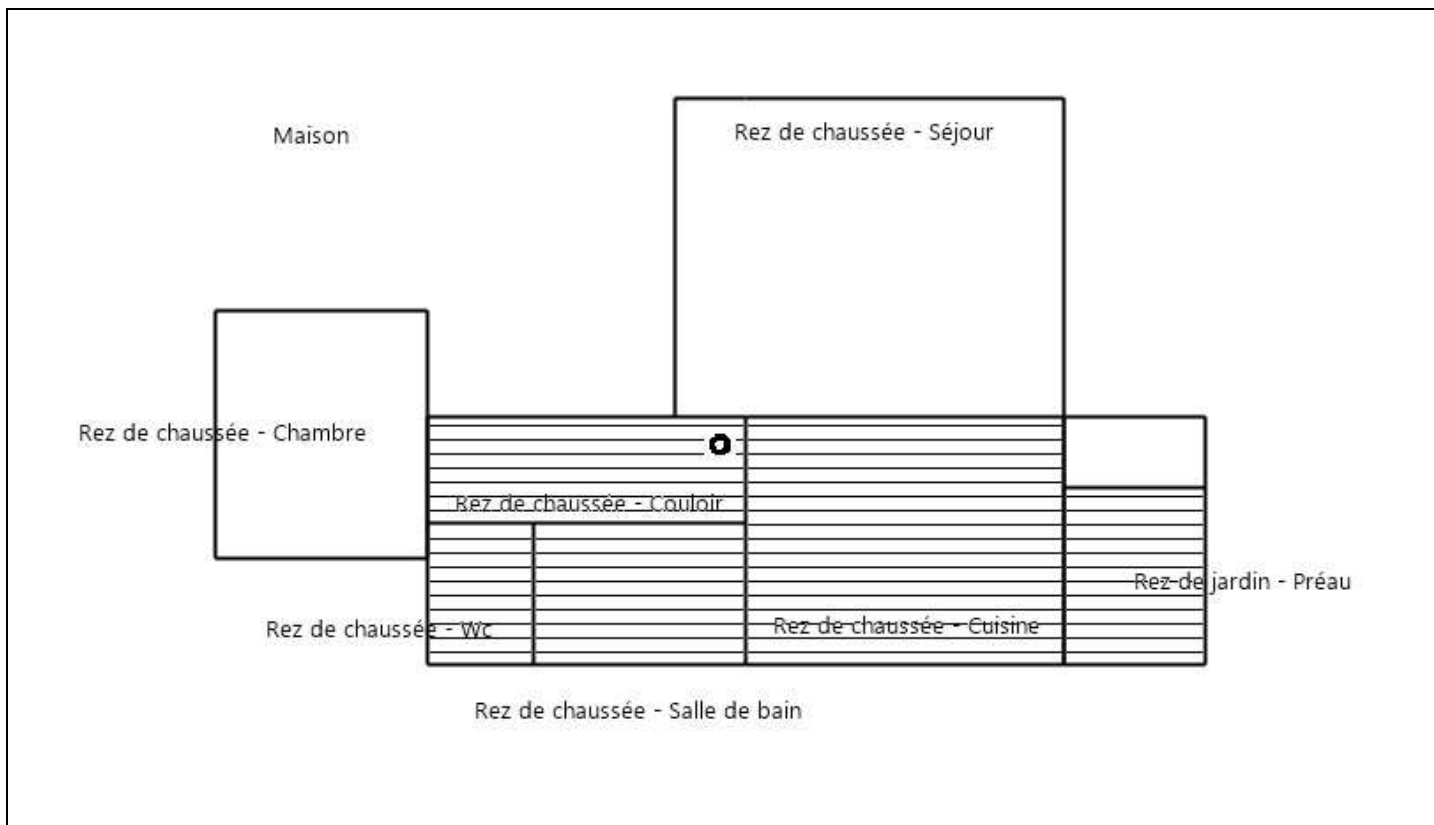 Maison
Rez de chaussée - Séjour
Rez de chaussée - Chambre
Rez de chaussée - Couloir
Rez de jardin - Préau
Rez de chaussée - Wc
Rez de chaussée - Cuisine
Rez de chaussée - Salle de bain